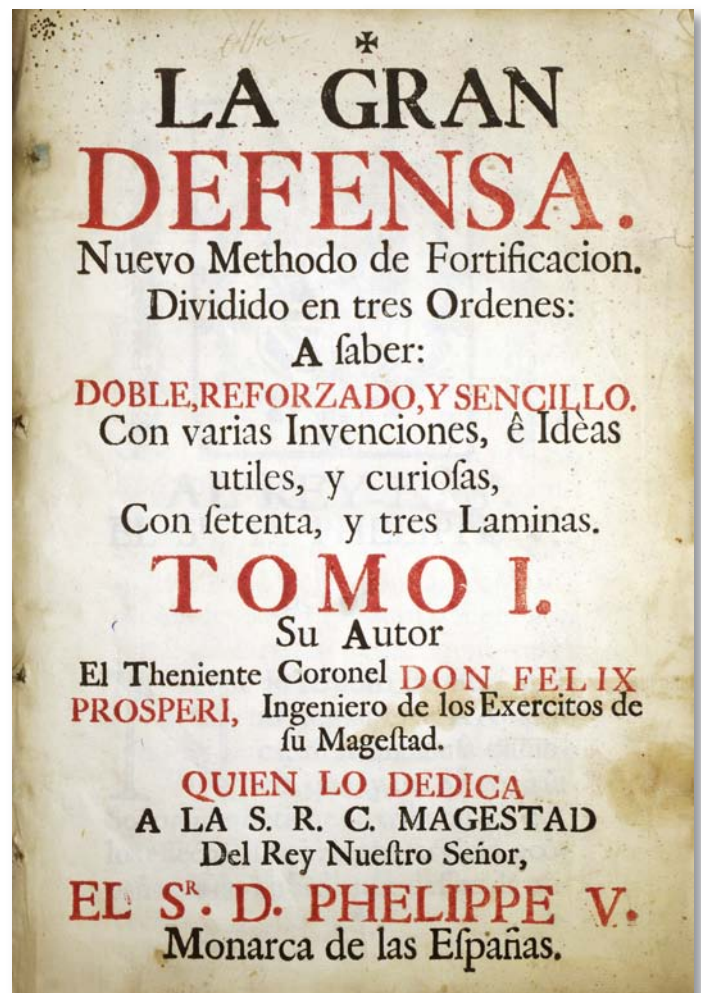 ✠
LA GRAN
DEFENSA.
Nuevo Methodo de Fortificacion.
Dividido en tres Ordenes:
A ſaber:
DOBLE, REFORZADO, Y SENCILLO.
Con varias Invenciones, ê Idèas
utiles, y curioſas,
Con ſetenta, y tres Laminas.
TOMO I.
Su Autor
El Theniente Coronel DON FELIX
PROSPERI, Ingeniero de los Exercitos de
ſu Mageſtad.
QUIEN LO DEDICA
A LA S. R. C. MAGESTAD
Del Rey Nueſtro Señor,
EL Sᴿ. D. PHELIPPE V.
Monarca de las Eſpañas.